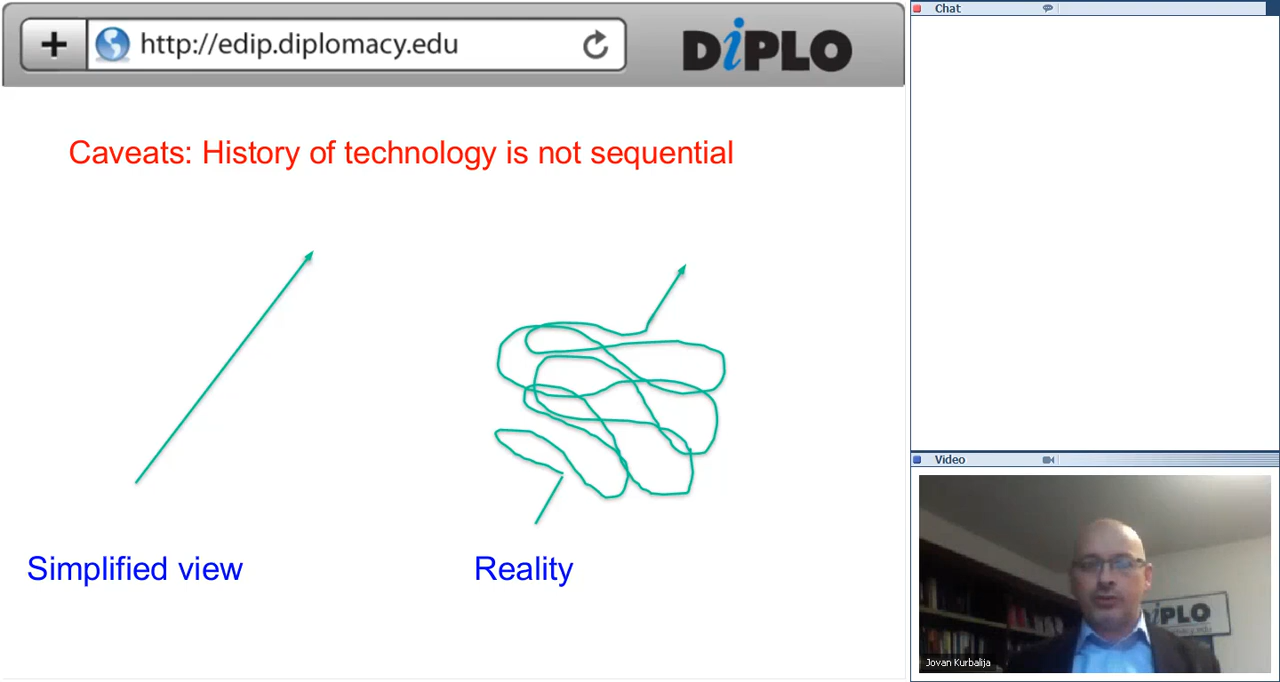 http://edip.diplomacy.edu
DiPLO
Caveats: History of technology is not sequential
Simplified view
Reality
Chat
Video
DiPLO
Jovan Kurbalija